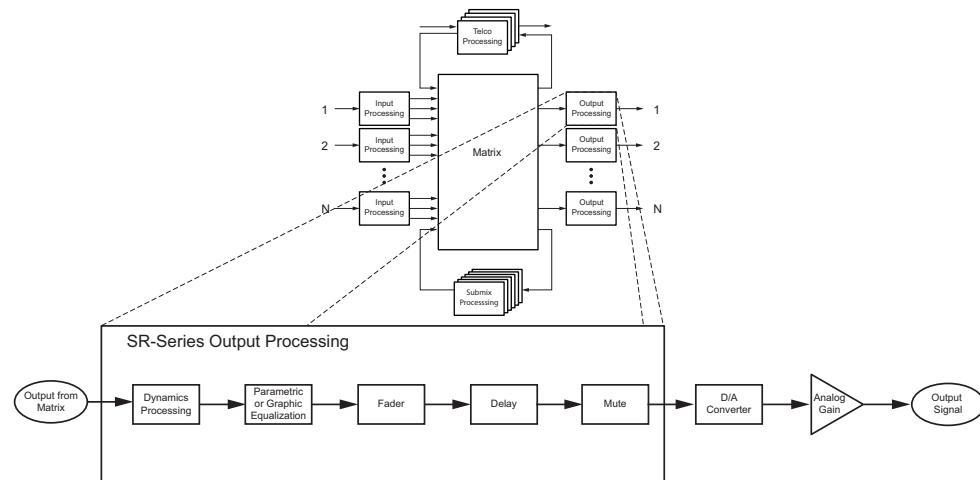 Telco
Processing
1
Input
Processing
Output
Processing
1
2
Input
Processing
Matrix
Output
Processing
2
N
Input
Processing
Output
Processing
N
Submix
Processsing
SR-Series Output Processing
Output from
Matrix
Dynamics
Processing
Parametric
or Graphic
Equalization
Fader
Delay
Mute
D/A
Converter
Analog
Gain
Output
Signal